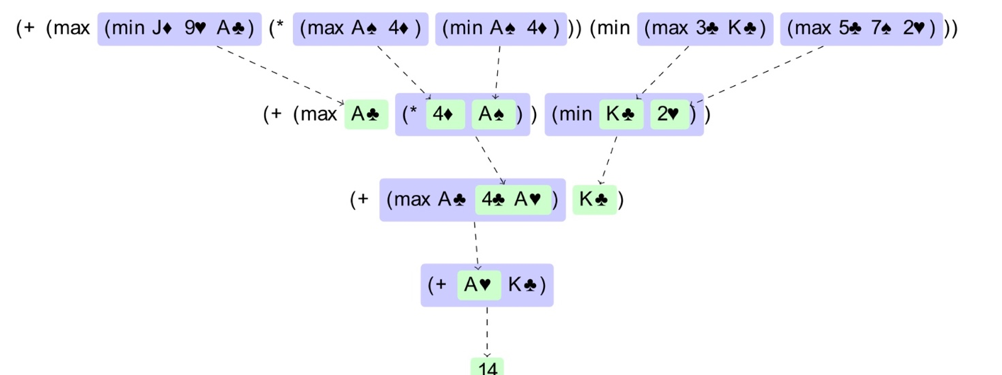 (+ (max (min J♦ 9♥ A♣) (* (max A♠ 4♦ ) (min A♠ 4♦ ))) (min (max 3♣ K♣) (max 5♣ 7♠ 2♥ )))
(+ (max A♣ (* 4♦ A♠ ) ) (min K♣ 2♥ ) )
(+ (max A♣ 4♣ A♥ ) K♣ )
(+ A♥ K♣)
14